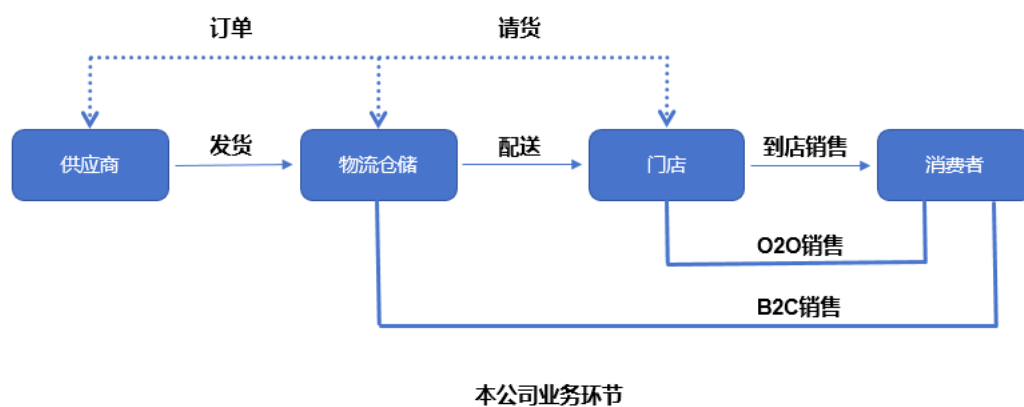 订单
请货
供应商
发货
物流仓储
配送
门店
到店销售
消费者
O2O销售
B2C销售
本公司业务环节